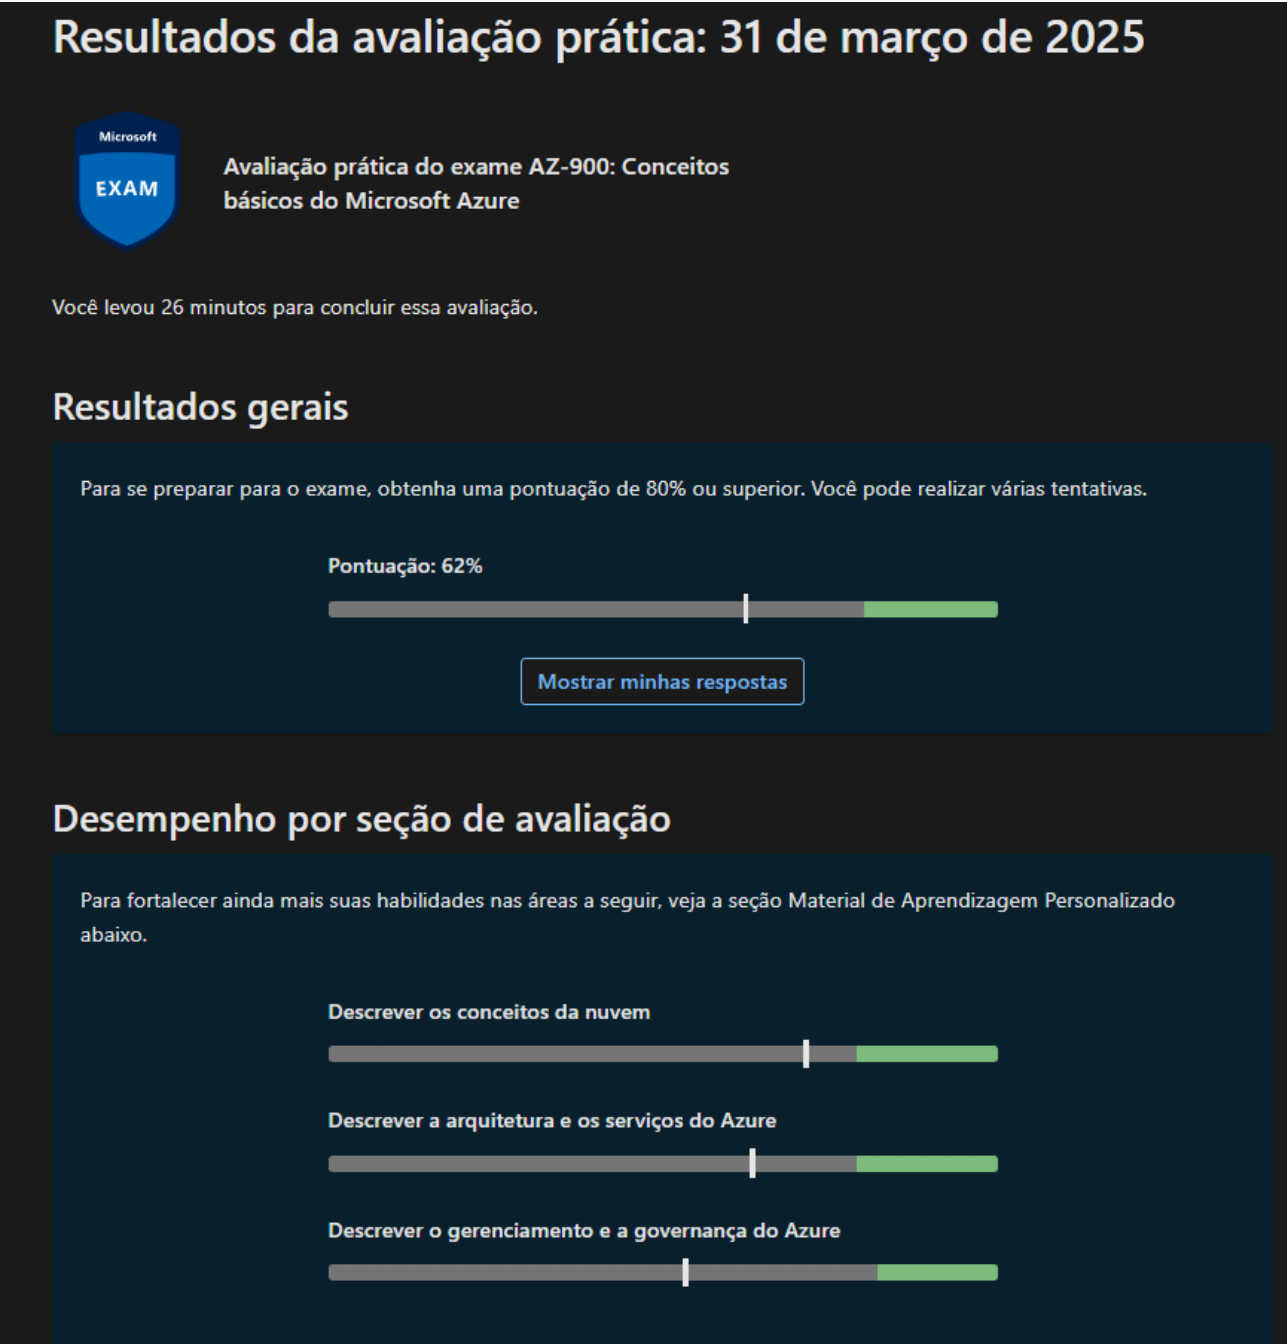 Resultados da avaliação prática: 31 de março de 2025
Microsoft
EXAM
Avaliação prática do exame AZ-900: Conceitos
básicos do Microsoft Azure
Você levou 26 minutos para concluir essa avaliação.
Resultados gerais
Para se preparar para o exame, obtenha uma pontuação de 80% ou superior. Você pode realizar várias tentativas.
Pontuação: 62%
Mostrar minhas respostas
Desempenho por seção de avaliação
Para fortalecer ainda mais suas habilidades nas áreas a seguir, veja a seção Material de Aprendizagem Personalizado
abaixo.
Descrever os conceitos da nuvem
Descrever a arquitetura e os serviços do Azure
Descrever o gerenciamento e a governança do Azure